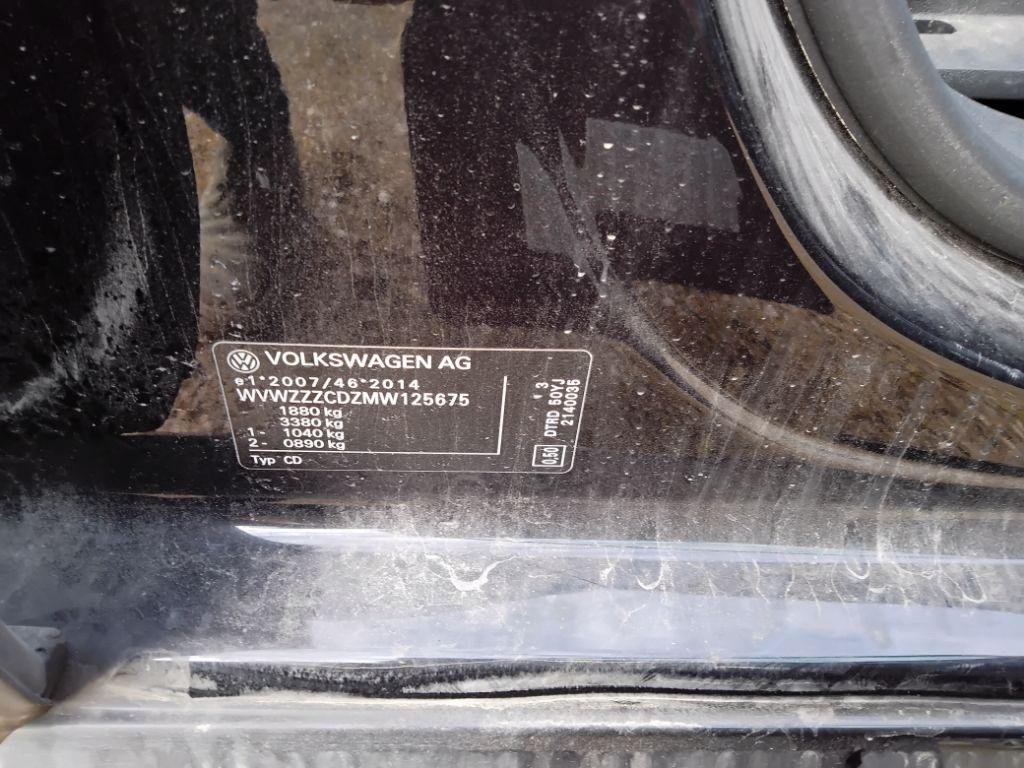 VOLKSWAGEN AG
e1*2007/46*2014
WVWZZZCDZMW125675
1880 kg
3380 kg
1 - 1040 kg
2 - 0890 kg
Typ CD
3
DTRD 50YJ
2140035
0,50